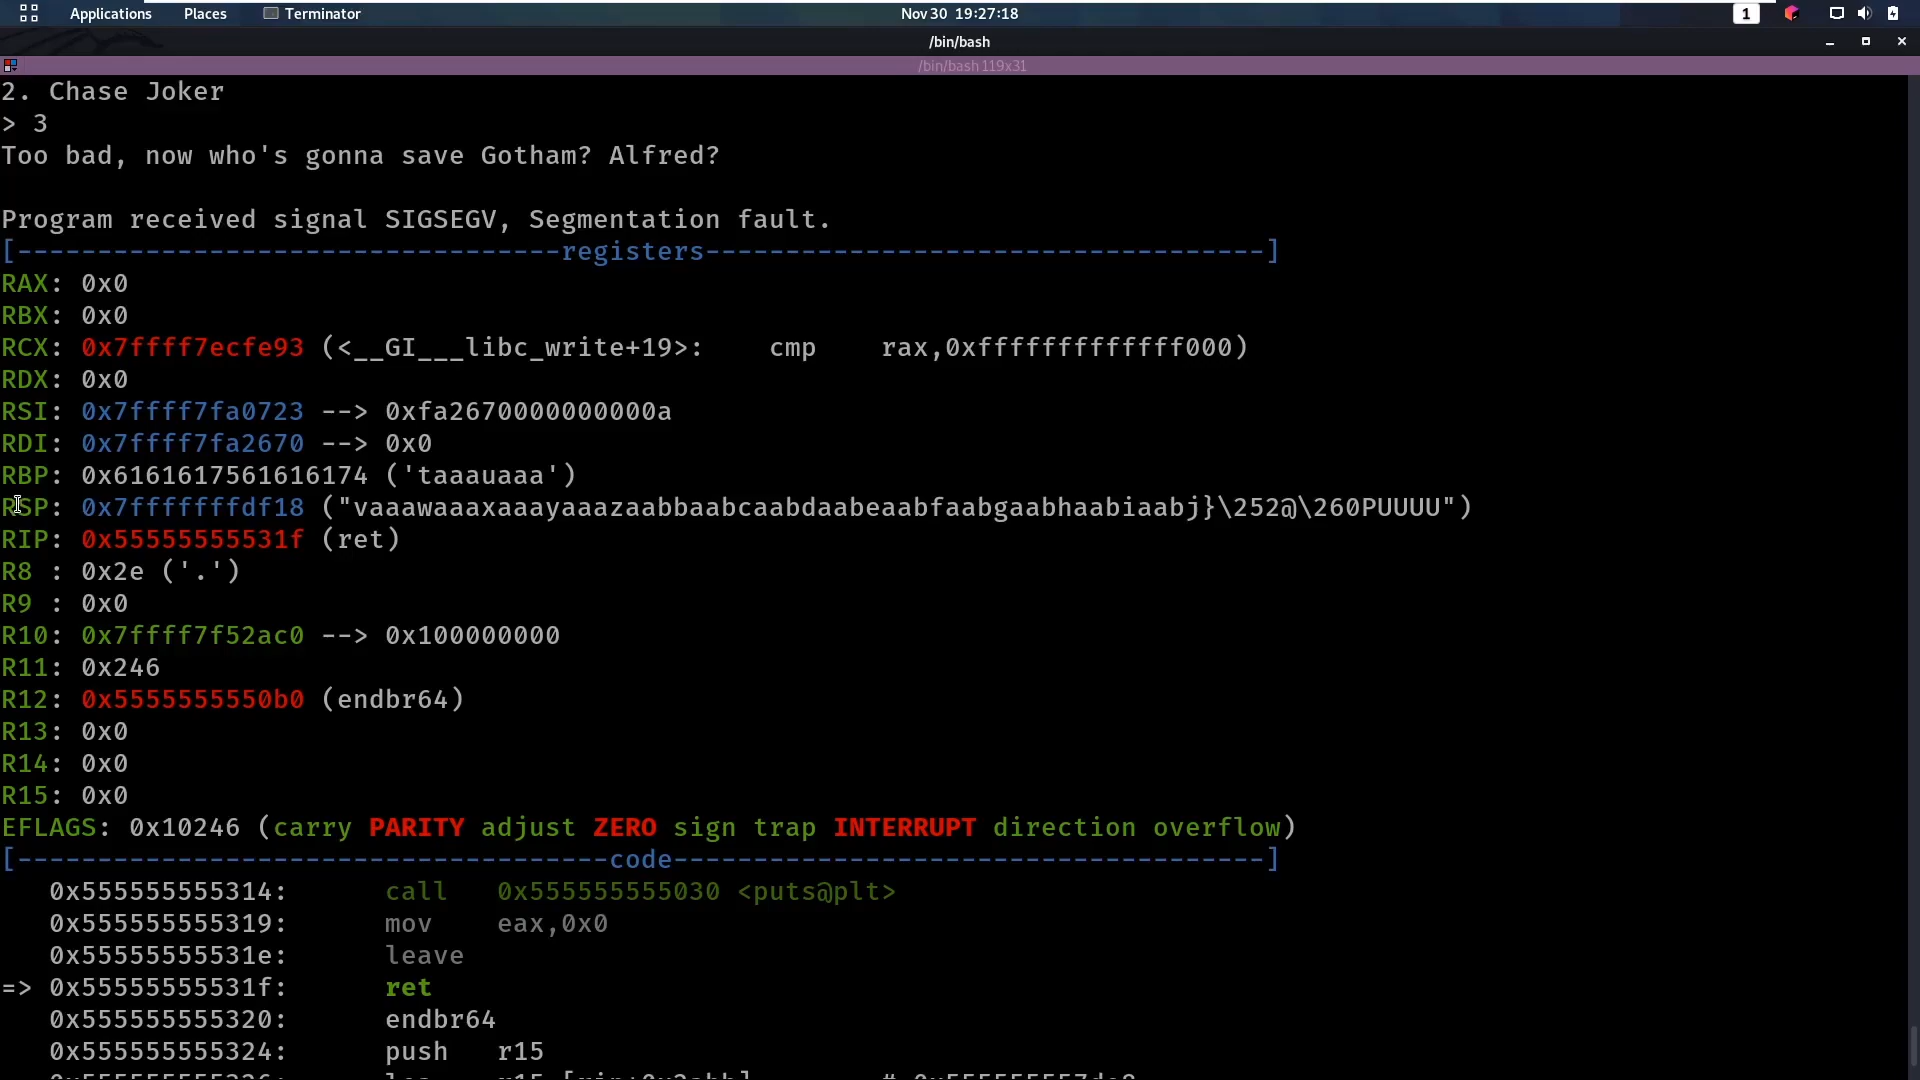 Applications Places Terminator Nov 30 19:27:18 1
/bin/bash
/bin/bash 119x31
2. Chase Joker
> 3
Too bad, now who's gonna save Gotham? Alfred?
Program received signal SIGSEGV, Segmentation fault.
[----------------------------------registers-----------------------------------]
RAX: 0x0
RBX: 0x0
RCX: 0x7ffff7ecfe93 (<__GI___libc_write+19>:    cmp    rax,0xfffffffffffff000)
RDX: 0x0
RSI: 0x7ffff7fa0723 --> 0xfa2670000000000a
RDI: 0x7ffff7fa2670 --> 0x0
RBP: 0x6161617561616174 ('taaauaaa')
RSP: 0x7fffffffdf18 ("vaaawaaaxaaayaaazaabbaabcaabdaabeaabfaabgaabhaabiaabj}\252@\260PUUUU")
RIP: 0x55555555531f (ret)
R8 : 0x2e ('.')
R9 : 0x0
R10: 0x7ffff7f52ac0 --> 0x100000000
R11: 0x246
R12: 0x5555555550b0 (endbr64)
R13: 0x0
R14: 0x0
R15: 0x0
EFLAGS: 0x10246 (carry PARITY adjust ZERO sign trap INTERRUPT direction overflow)
[-------------------------------------code-------------------------------------]
   0x555555555314:      call   0x555555555030 <puts@plt>
   0x555555555319:      mov    eax,0x0
   0x55555555531e:      leave
=> 0x55555555531f:      ret
   0x555555555320:      endbr64
   0x555555555324:      push   r15